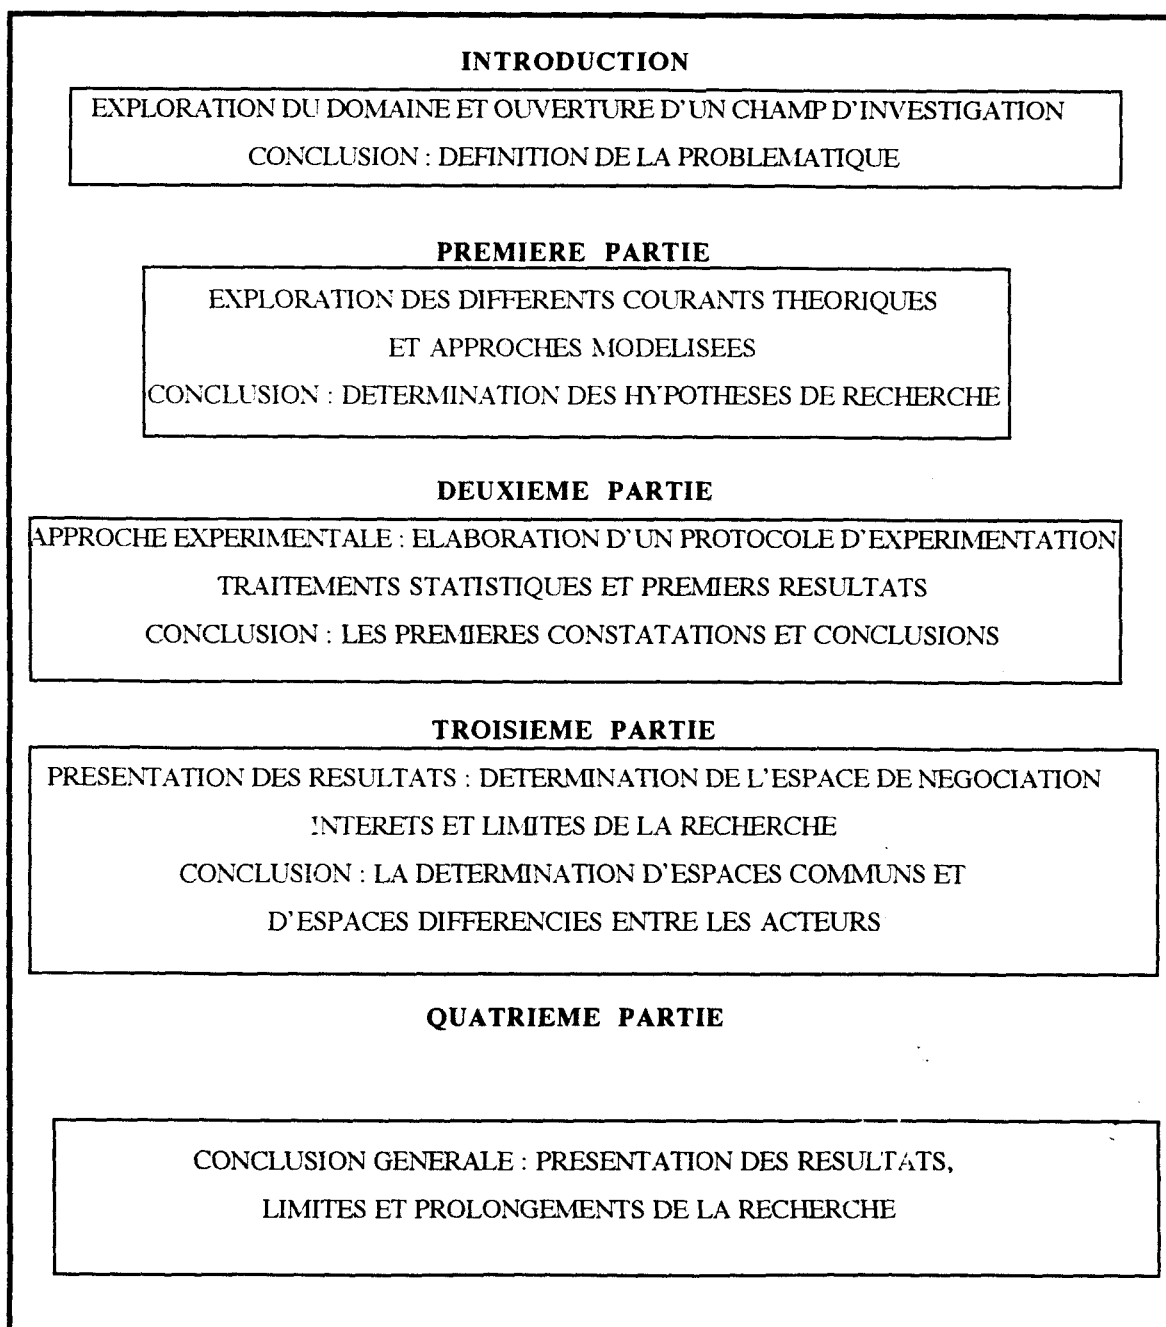 INTRODUCTION
EXPLORATION DU DOMAINE ET OUVERTURE D'UN CHAMP D'INVESTIGATION
CONCLUSION : DEFINITION DE LA PROBLEMATIQUE
PREMIERE PARTIE
EXPLORATION DES DIFFERENTS COURANTS THEORIQUES
ET APPROCHES MODELISEES
CONCLUSION : DETERMINATION DES HYPOTHESES DE RECHERCHE
DEUXIEME PARTIE
APPROCHE EXPERIMENTALE : ELABORATION D'UN PROTOCOLE D'EXPERIMENTATION
TRAITEMENTS STATISTIQUES ET PREMIERS RESULTATS
CONCLUSION : LES PREMIERES CONSTATATIONS ET CONCLUSIONS
TROISIEME PARTIE
PRESENTATION DES RESULTATS : DETERMINATION DE L'ESPACE DE NEGOCIATION
INTERETS ET LIMITES DE LA RECHERCHE
CONCLUSION : LA DETERMINATION D'ESPACES COMMUNS ET
D'ESPACES DIFFERENCIES ENTRE LES ACTEURS
QUATRIEME PARTIE
CONCLUSION GENERALE : PRESENTATION DES RESULTATS,
LIMITES ET PROLONGEMENTS DE LA RECHERCHE